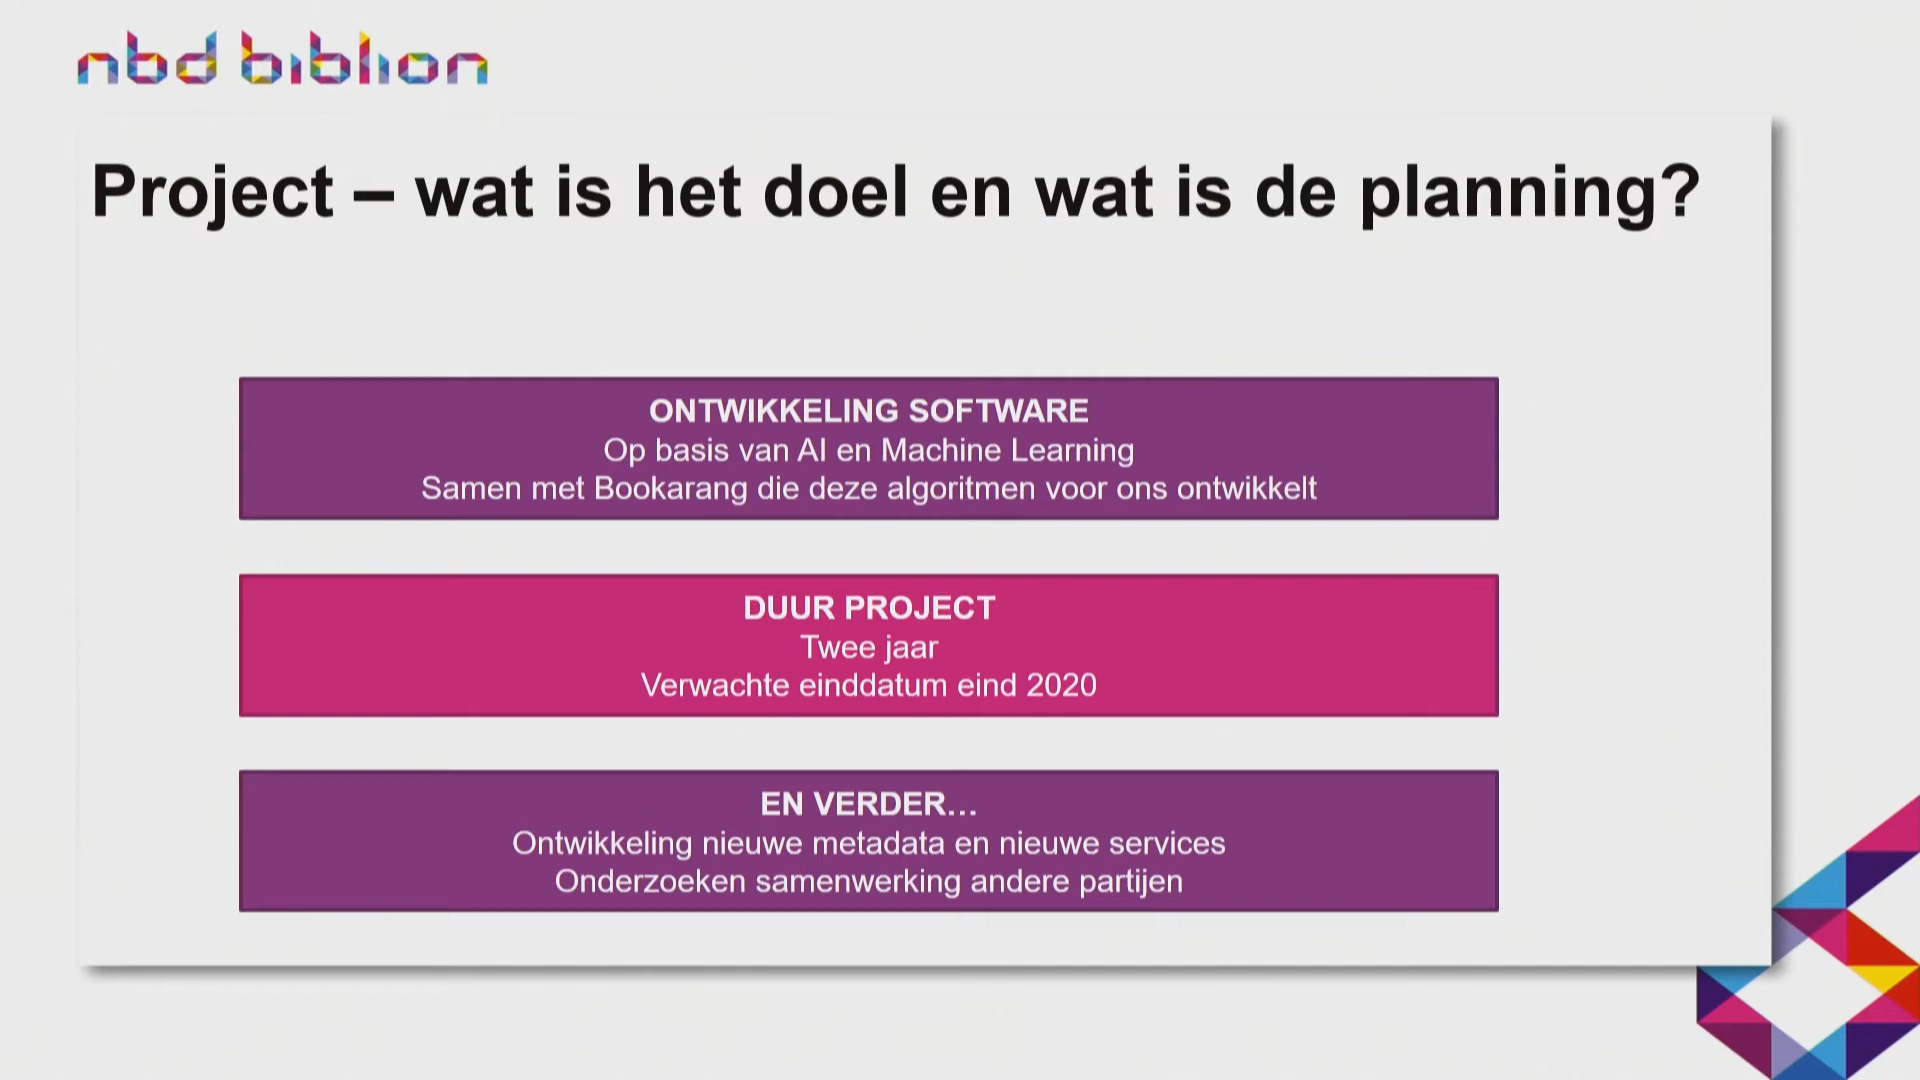 nbd biblion
Project – wat is het doel en wat is de planning?
ONTWIKKELING SOFTWARE
Op basis van AI en Machine Learning
Samen met Bookarang die deze algoritmen voor ons ontwikkelt
DUUR PROJECT
Twee jaar
Verwachte einddatum eind 2020
EN VERDER…
Ontwikkeling nieuwe metadata en nieuwe services
Onderzoeken samenwerking andere partijen